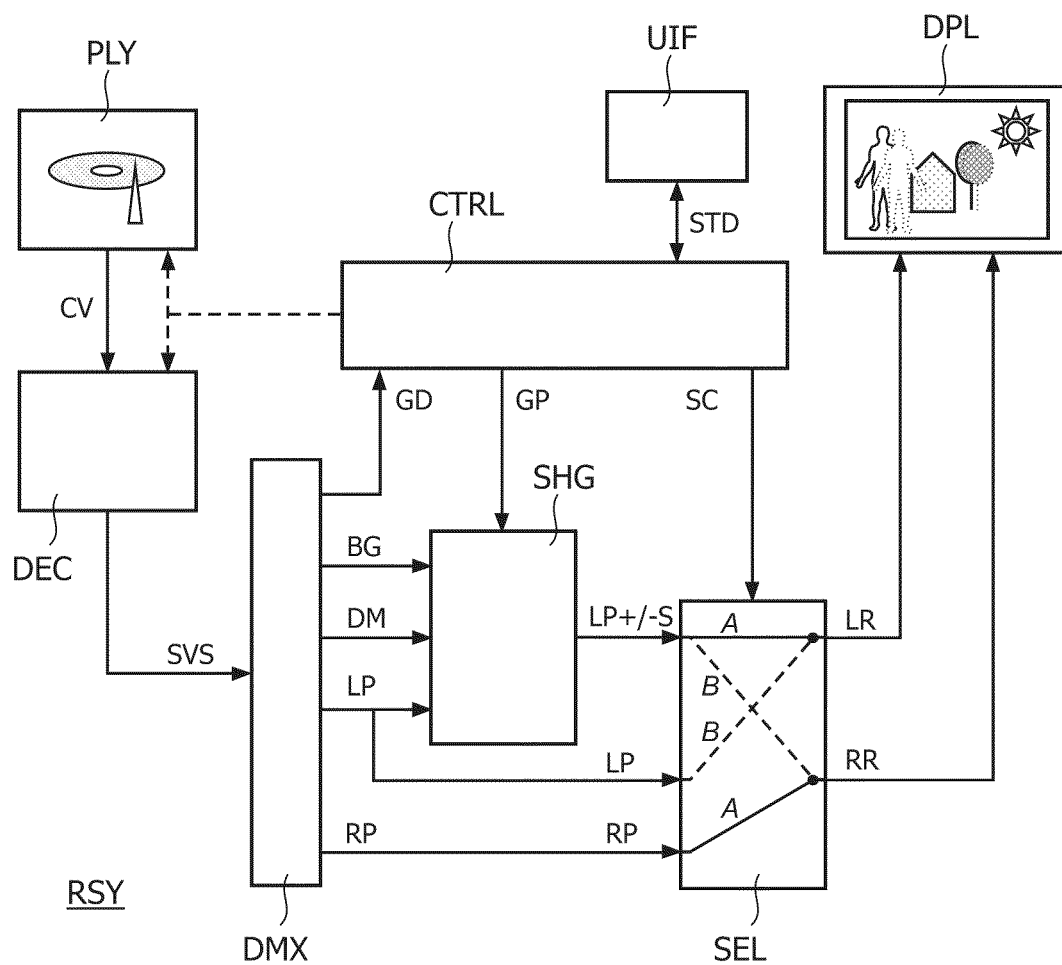 PLY
UIF
DPL
CTRL
STD
CV
GD
GP
SC
SHG
DEC
BG
DM
LP
SVS
LP+/-S
A
LR
B
B
LP
RR
A
RP
RP
RSY
DMX
SEL